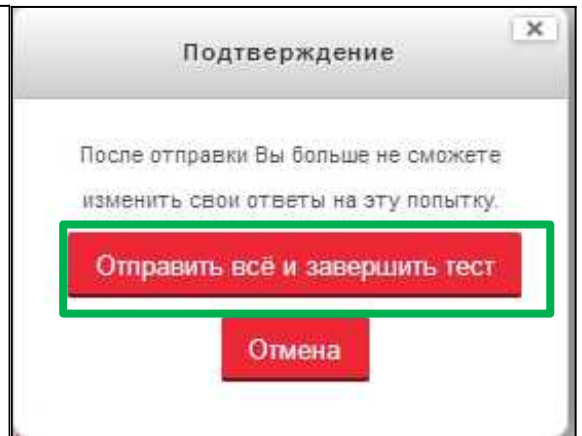 Подтверждение
После отправки Вы больше не сможете
изменить свои ответы на эту попытку.
Отправить всё и завершить тест
Отмена